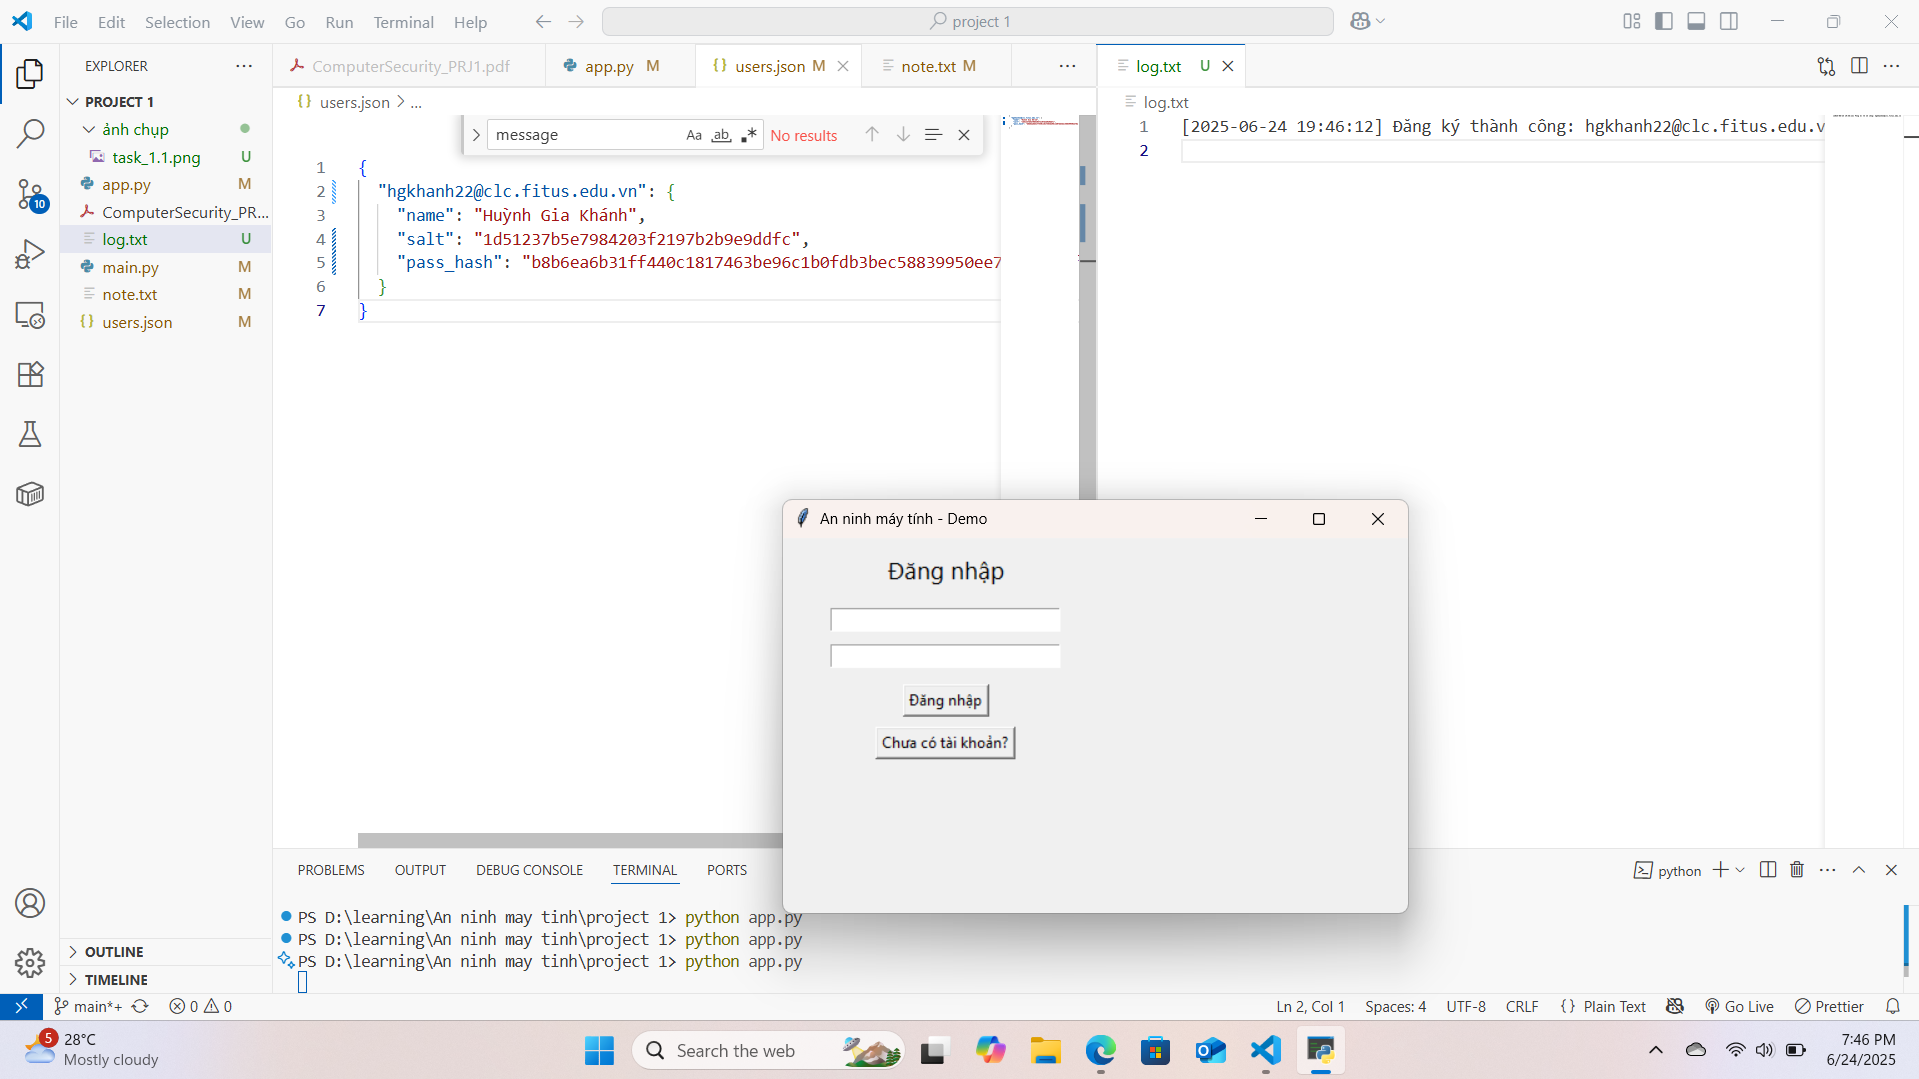 File Edit Selection View Go Run Terminal Help
project 1
EXPLORER
PROJECT 1
ảnh chụp
task_1.1.png U
app.py M
ComputerSecurity_PR...
log.txt U
main.py M
note.txt M
users.json M
10
OUTLINE
TIMELINE
ComputerSecurity_PRJ1.pdf
app.py M
users.json M
note.txt M
users.json > ...
message
Aa ab
No results
1 {
2 "hgkhanh22@clc.fitus.edu.vn": {
3 "name": "Huỳnh Gia Khánh",
4 "salt": "1d51237b5e7984203f2197b2b9e9ddfc",
5 "pass_hash": "b8b6ea6b31ff440c1817463be96c1b0fdb3bec58839950ee7
6 }
7 }
log.txt U
log.txt
1 [2025-06-24 19:46:12] Đăng ký thành công: hgkhanh22@clc.fitus.edu.v
2
An ninh máy tính - Demo
Đăng nhập
Đăng nhập
Chưa có tài khoản?
PROBLEMS OUTPUT DEBUG CONSOLE TERMINAL PORTS
python
PS D:\learning\An ninh may tinh\project 1> python app.py
PS D:\learning\An ninh may tinh\project 1> python app.py
PS D:\learning\An ninh may tinh\project 1> python app.py
main*+ 0 0
Ln 2, Col 1 Spaces: 4 UTF-8 CRLF {} Plain Text Go Live Prettier
5
28°C
Mostly cloudy
Search the web
7:46 PM
6/24/2025